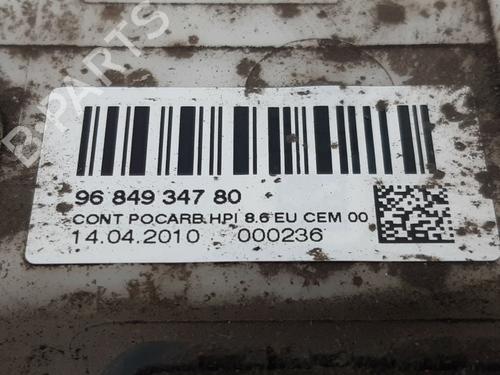 B-PARTS
96 849 347 80
CONT POCARB.HPI 8.6 EU CEM 00
14.04.2010 000236